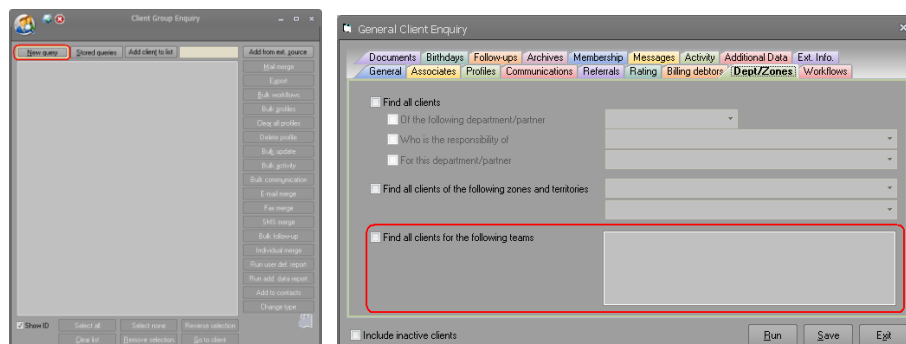 Client Group Enquiry
New query
Stored queries
Add client to list
Add from ext. source
Mail merge
Export
Bulk workflows
Bulk profiles
Clear all profiles
Delete profile
Bulk update
Bulk activity
Bulk communication
E-mail merge
Fax merge
SMS merge
Bulk follow-up
Individual merge
Run user def. report
Run add. data report
Add to contacts
Change type
Show ID
Select all
Select none
Reverse selection
Clear list
Remove selection
Go to client
General Client Enquiry
Documents Birthdays Follow-ups Archives Membership Messages Activity Additional Data Ext. Info.
General Associates Profiles Communications Referrals Rating Billing debtors Dept/Zones Workflows
Find all clients
Of the following department/partner
Who is the responsibility of
For this department/partner
Find all clients of the following zones and territories
Find all clients for the following teams
Include inactive clients
Run
Save
Exit